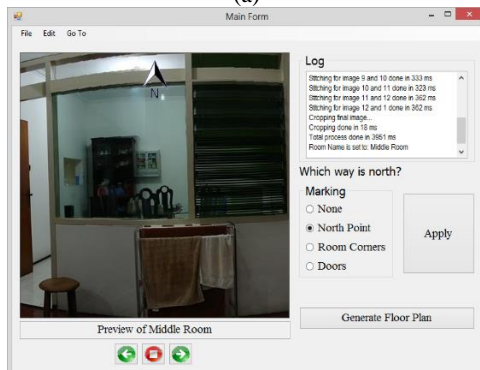 (a)
Main Form
File Edit Go To
N
Log
Stitching for image 9 and 10 done in 333 ms
Stitching for image 10 and 11 done in 323 ms
Stitching for image 11 and 12 done in 362 ms
Stitching for image 12 and 1 done in 362 ms
Cropping final image...
Cropping done in 18 ms
Total process done in 3951 ms
Room Name is set to: Middle Room
Which way is north?
Marking
None
North Point
Room Corners
Doors
Apply
Generate Floor Plan
Preview of Middle Room